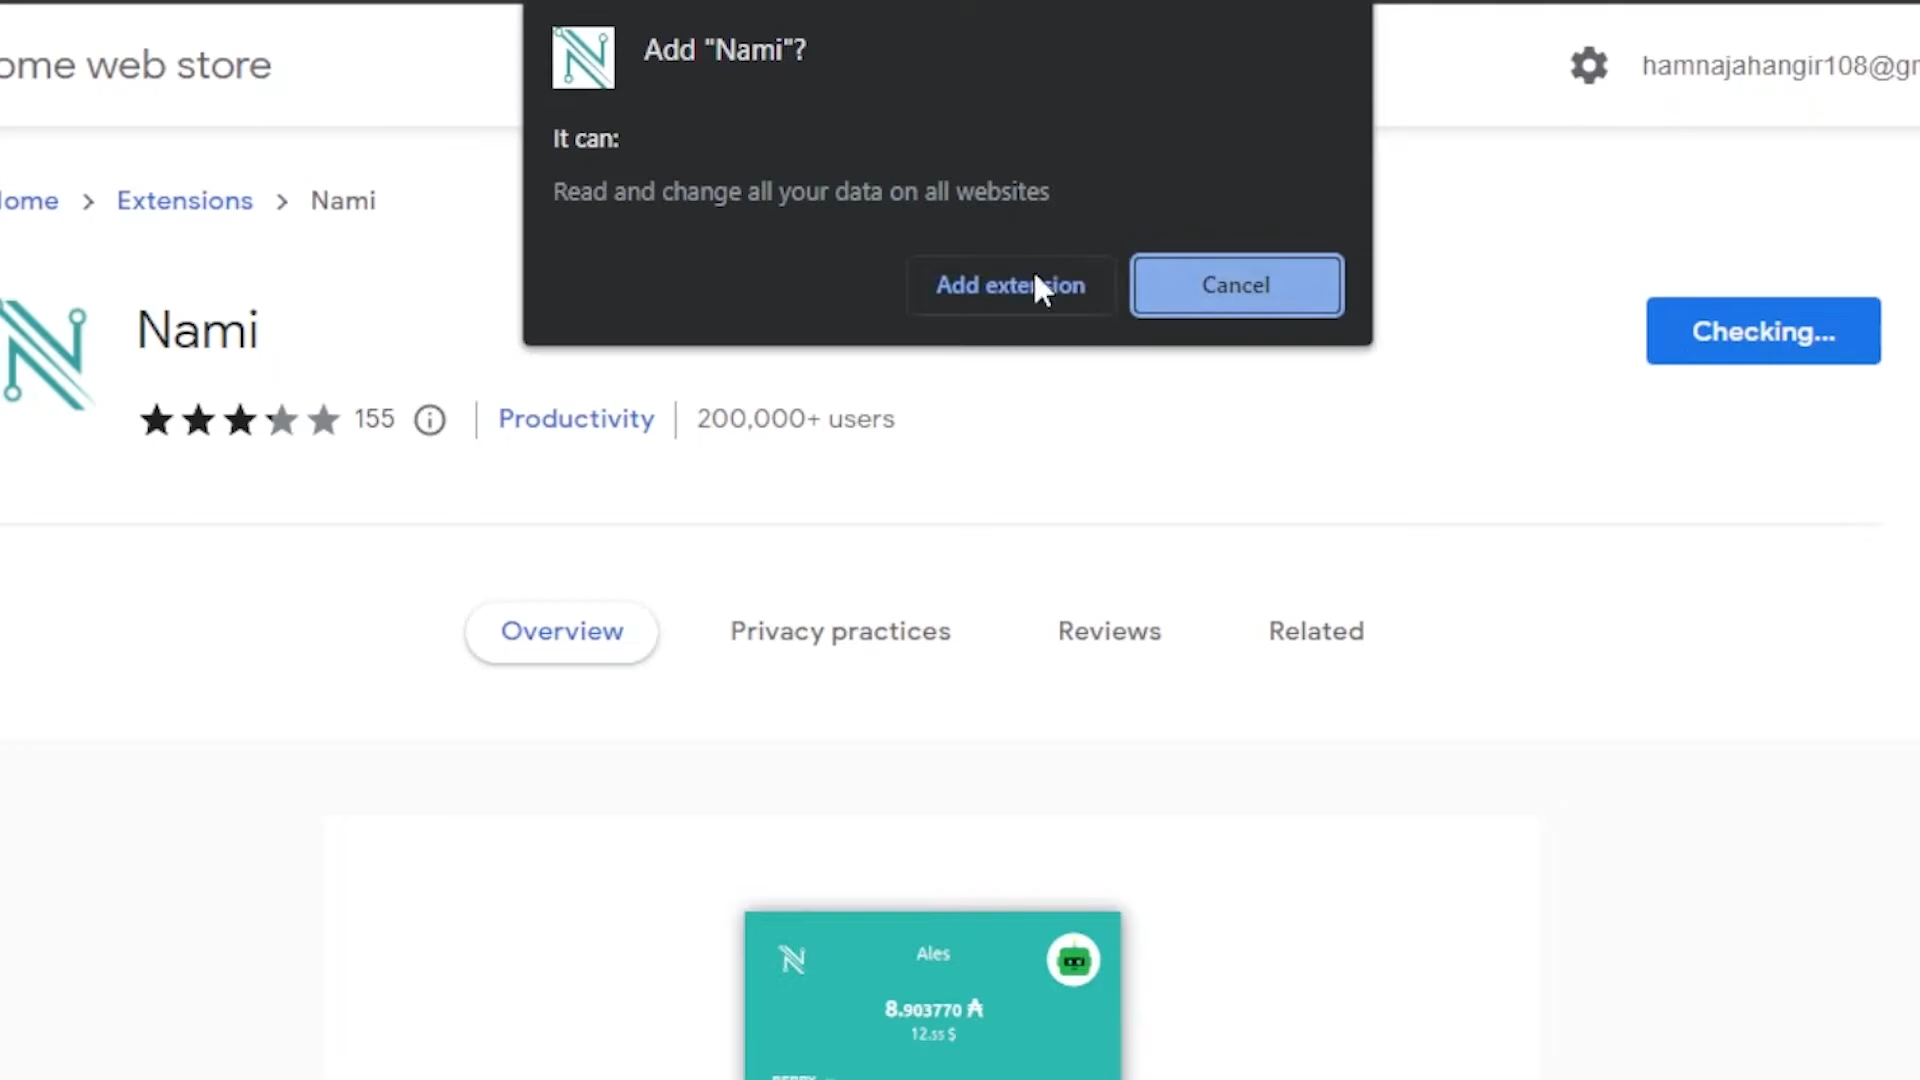 ome web store
Add "Nami"?
hamnajahangir108@gr
It can:
Read and change all your data on all websites
ome > Extensions > Nami
Add extension
Cancel
Nami
Checking...
155 | Productivity | 200,000+ users
Overview
Privacy practices
Reviews
Related
Ales
8.903770 ₳
12.55 $